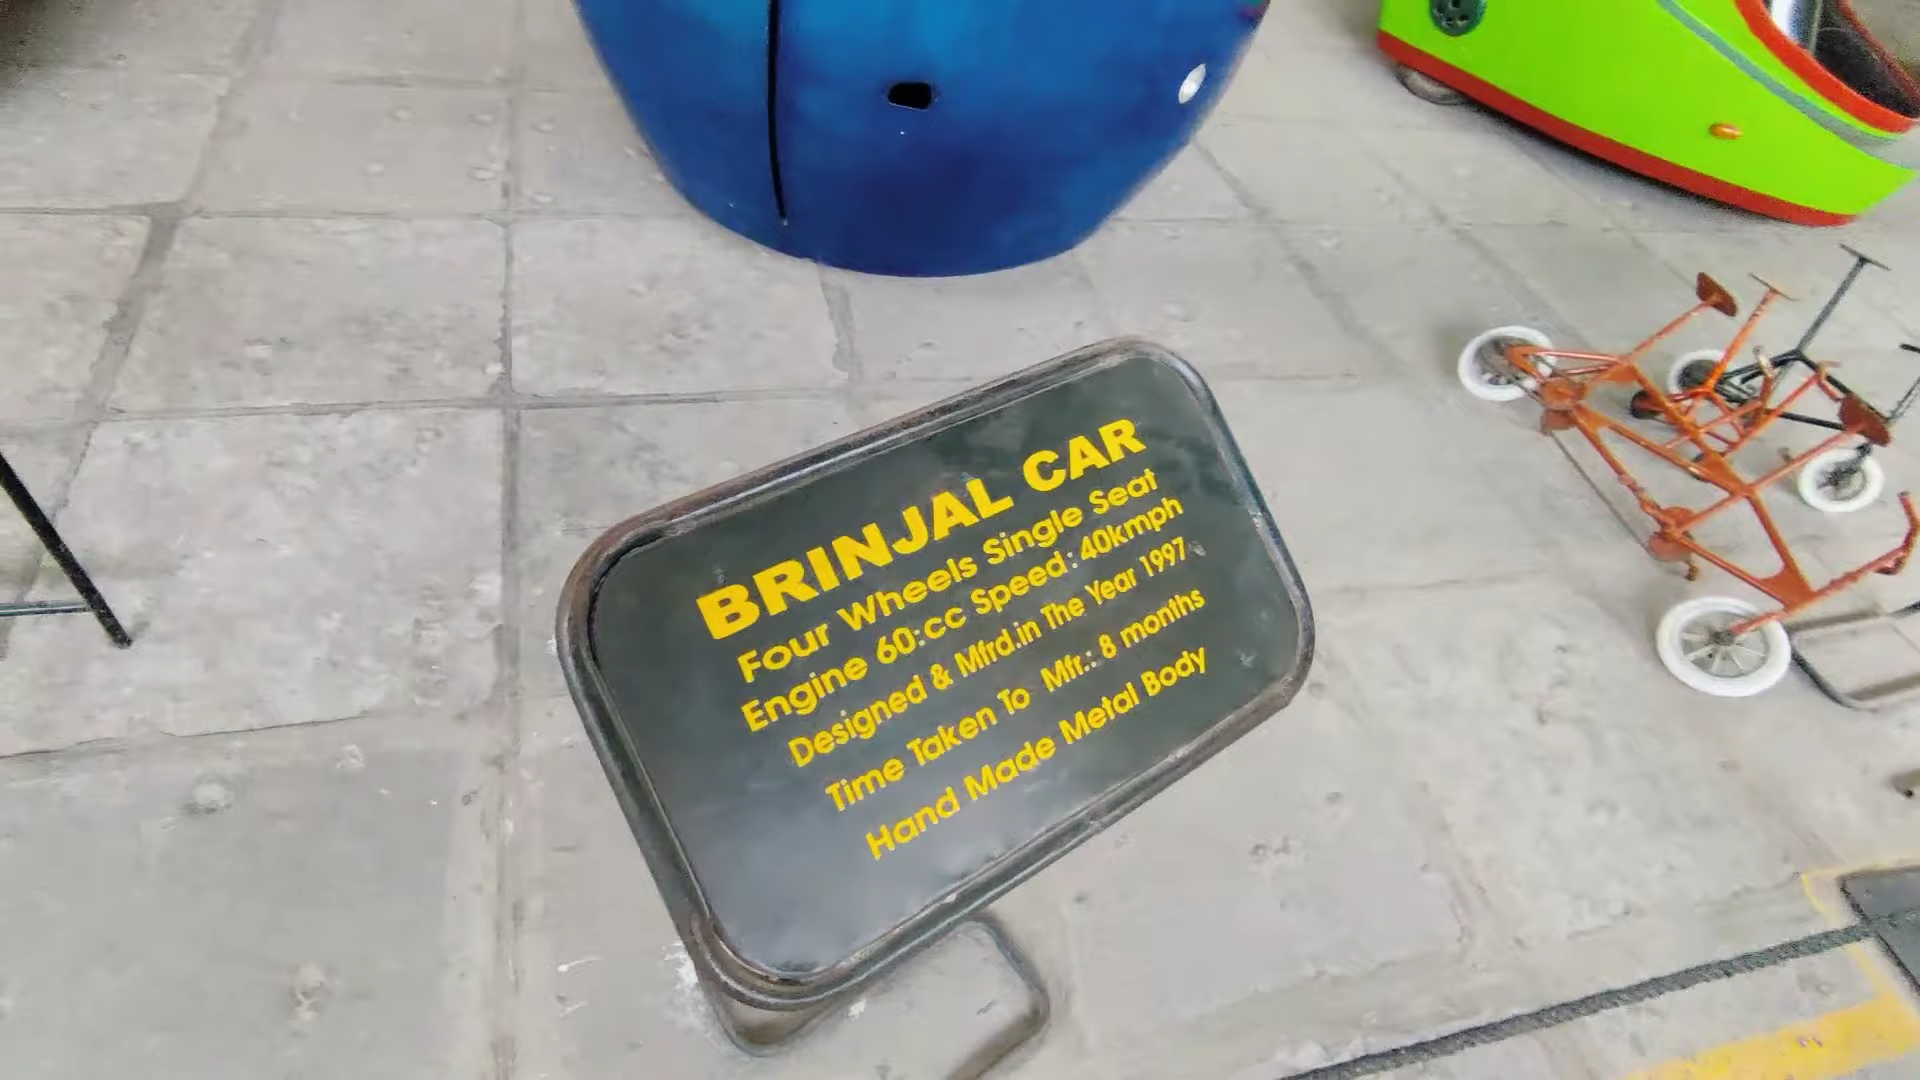 BRINJAL CAR
Four Wheels Single Seat
Engine 60:cc Speed: 40kmph
Designed & Mfrd.in The Year 1997
Time Taken To Mfr.: 8 months
Hand Made Metal Body